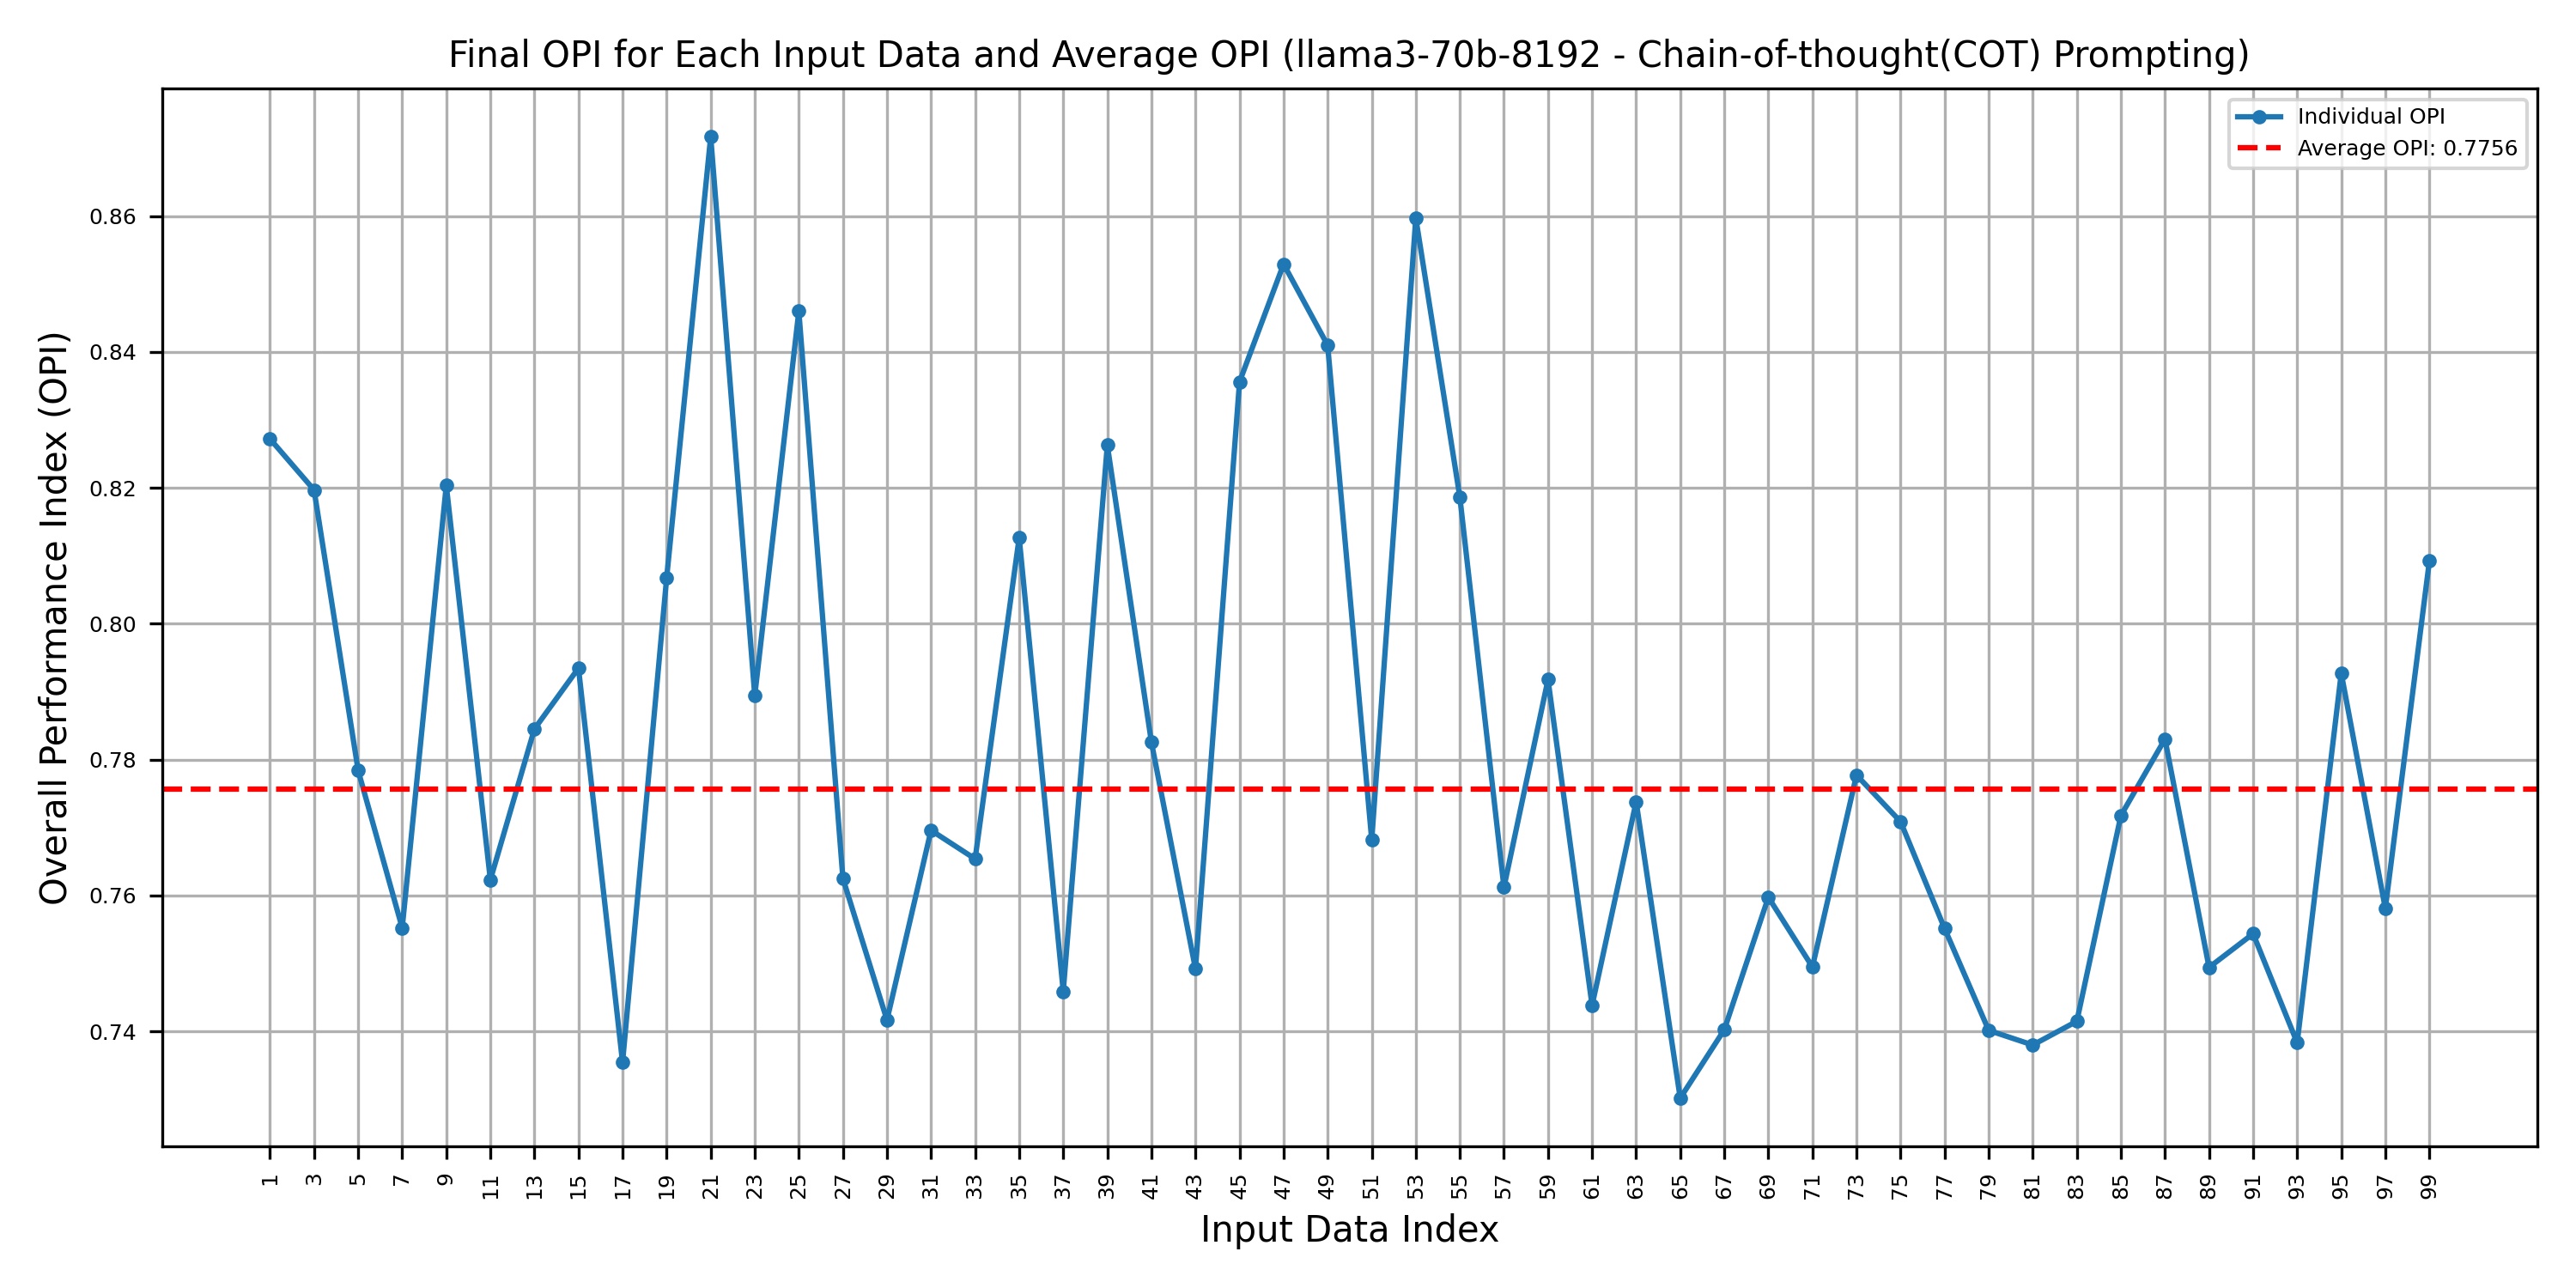 Final OPI for Each Input Data and Average OPI (llama3-70b-8192 - Chain-of-thought(COT) Prompting)
Individual OPI
Average OPI: 0.7756
Overall Performance Index (OPI)
0.86
0.84
0.82
0.80
0.78
0.76
0.74
1 3 5 7 9 11 13 15 17 19 21 23 25 27 29 31 33 35 37 39 41 43 45 47 49 51 53 55 57 59 61 63 65 67 69 71 73 75 77 79 81 83 85 87 89 91 93 95 97 99
Input Data Index